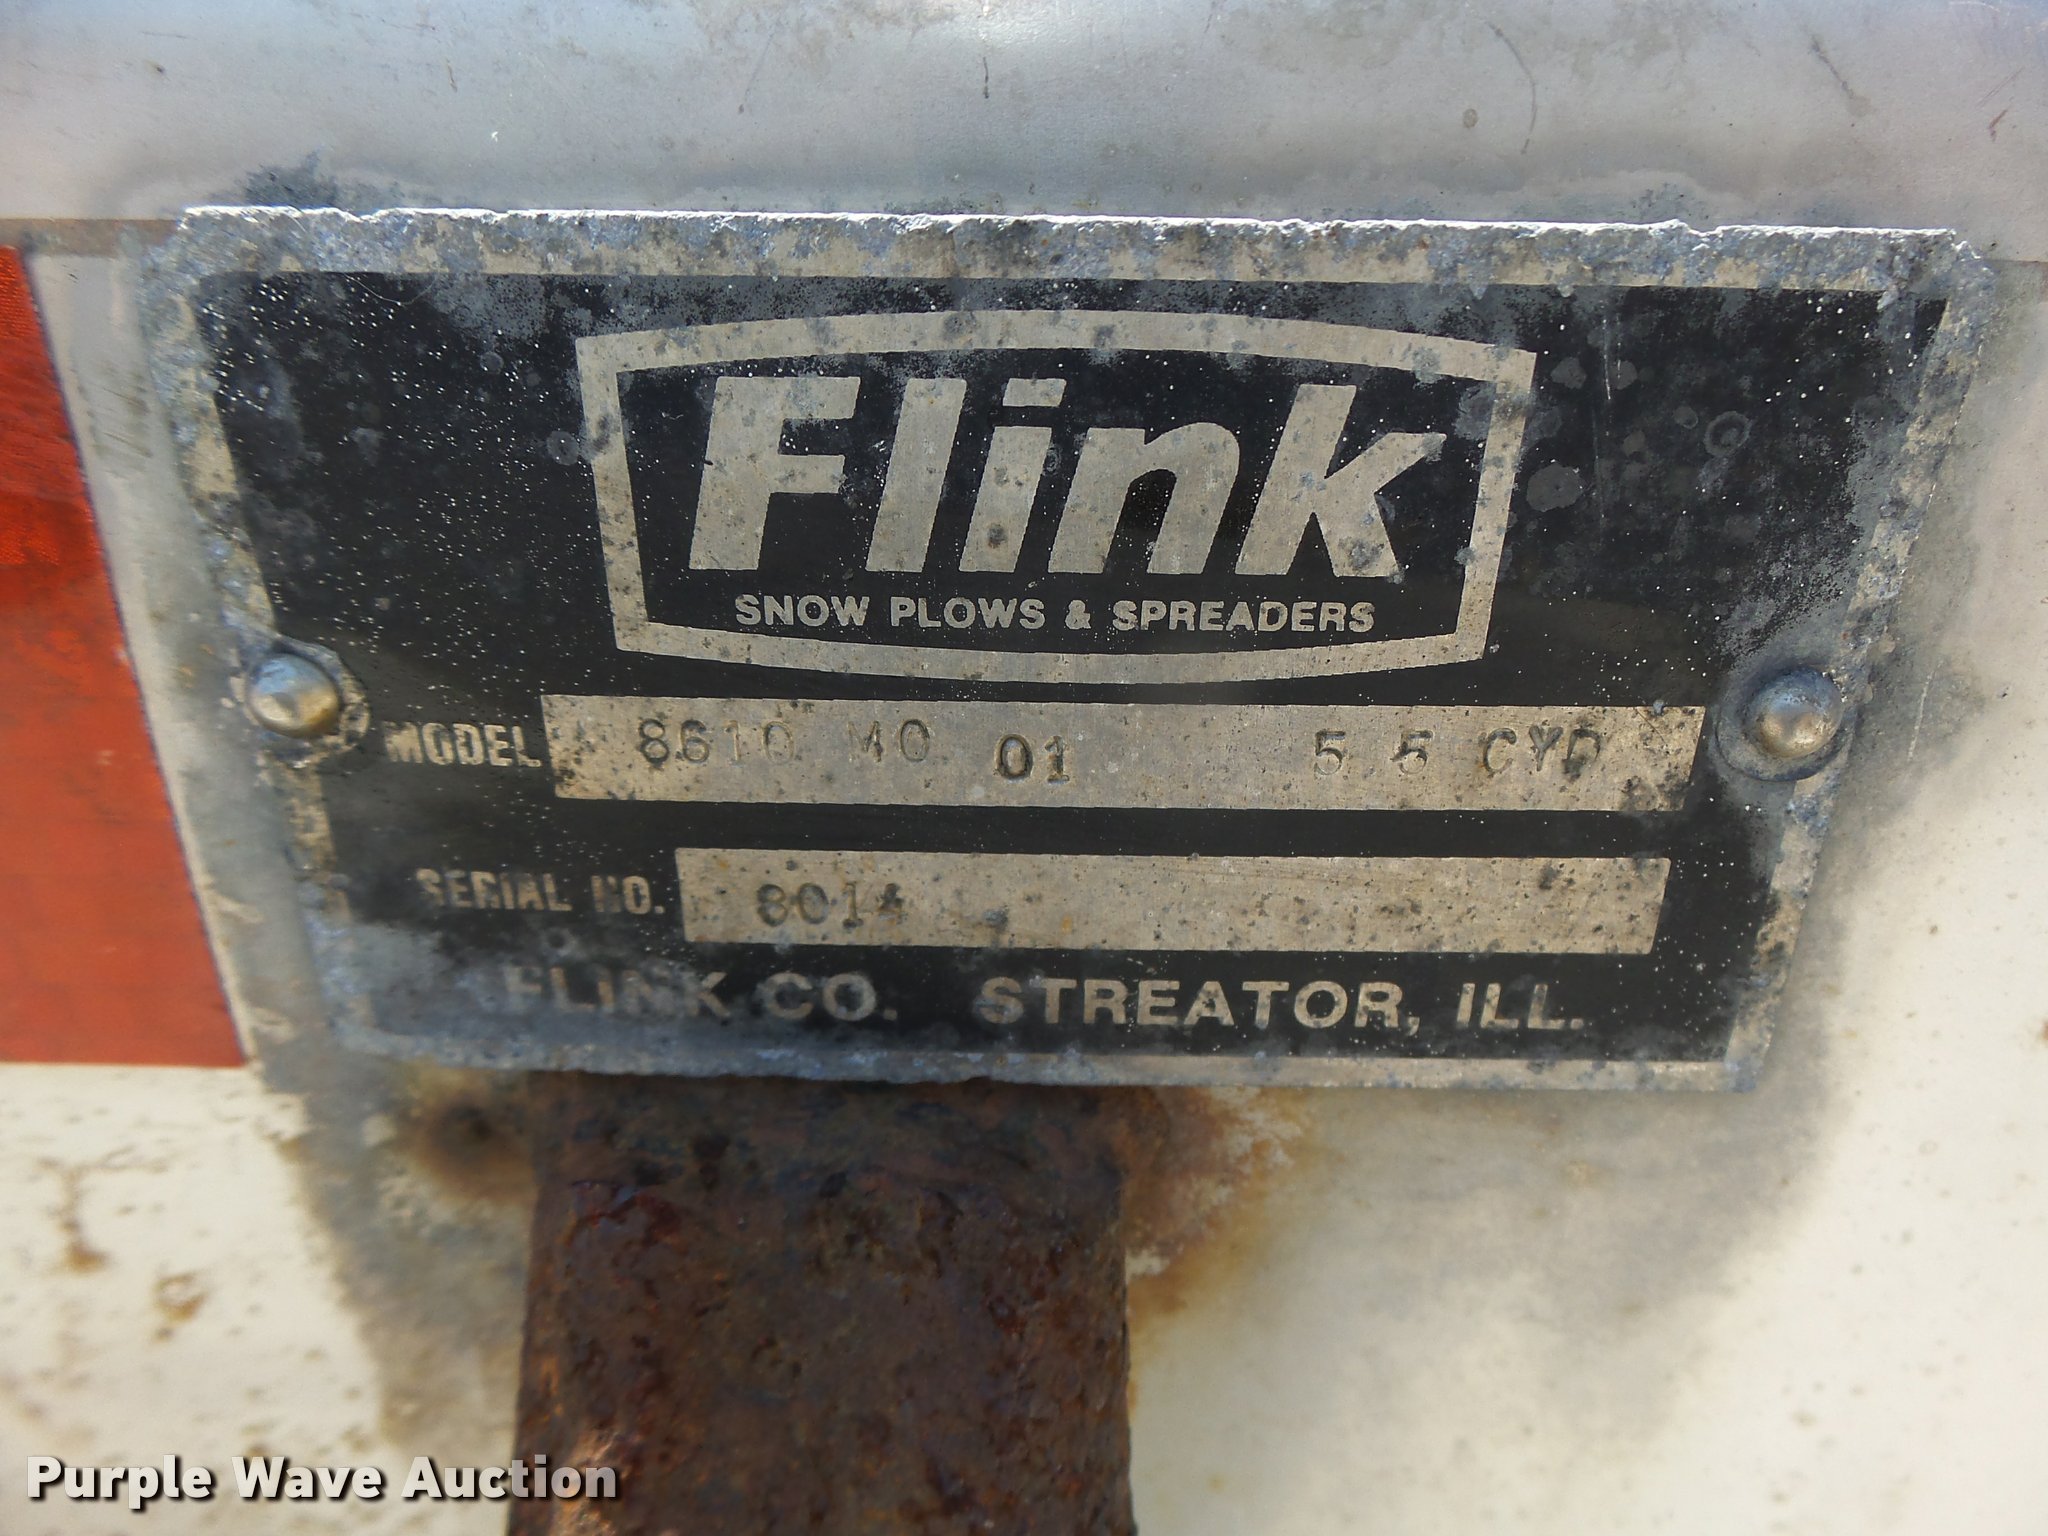 Flink
SNOW PLOWS & SPREADERS
MODEL 8610 MO 01 5 5 CYD
SERIAL NO. 8014
FLINK CO. STREATOR, ILL.
Purple Wave Auction